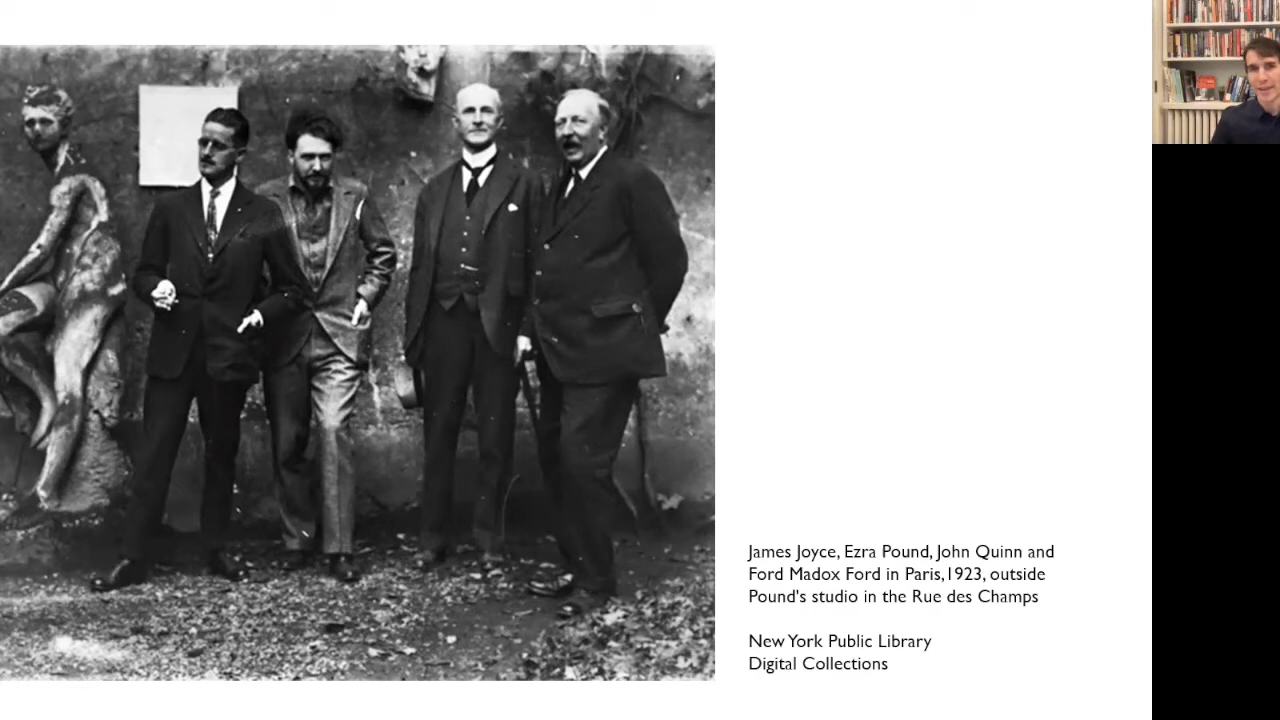 James Joyce, Ezra Pound, John Quinn and
Ford Madox Ford in Paris,1923, outside
Pound's studio in the Rue des Champs
New York Public Library
Digital Collections